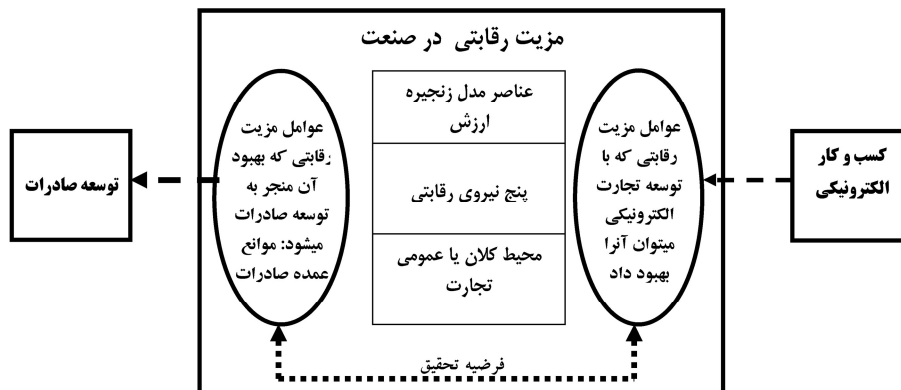 مزیت رقابتی در صنعت
کسب و کار
الکترونیکی
عوامل مزیت
رقابتی که با
توسعه تجارت
الکترونیکی
میتوان آنرا
بهبود داد
عناصر مدل زنجیره
ارزش
پنج نیروی رقابتی
محیط کلان یا عمومی
تجارت
عوامل مزیت
رقابتی که بهبود
آن منجر به
توسعه صادرات
میشود: موانع
عمده صادرات
توسعه صادرات
فرضیه تحقیق